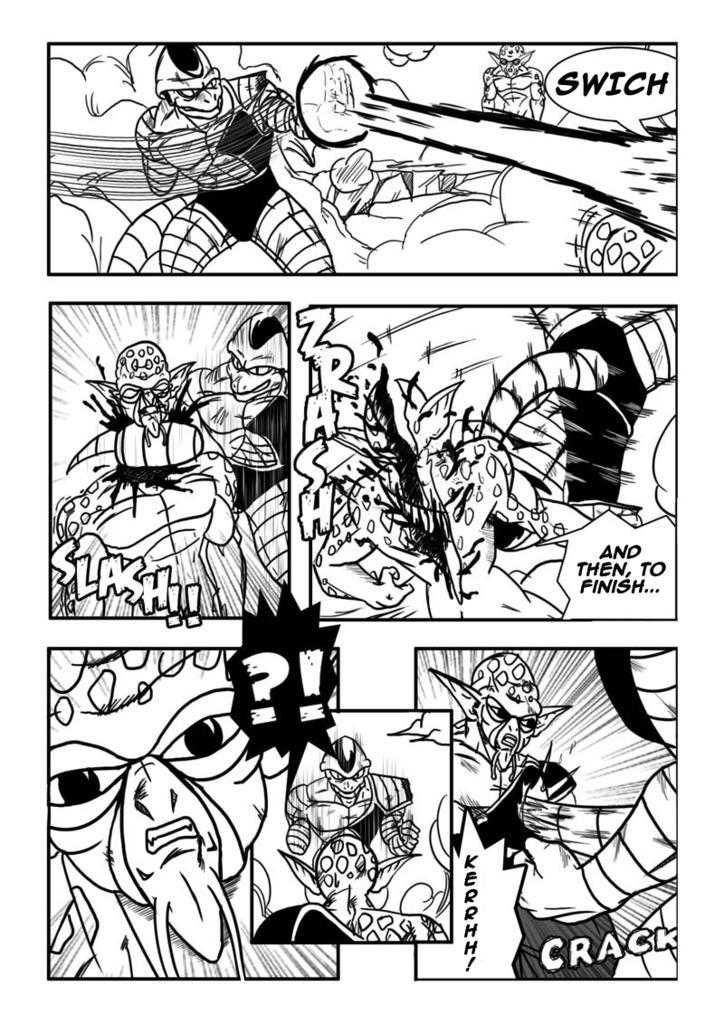 SWICH
SLASH!!
ZRASH
AND
THEN, TO
FINISH...
?!
KERRHH!
CRACK